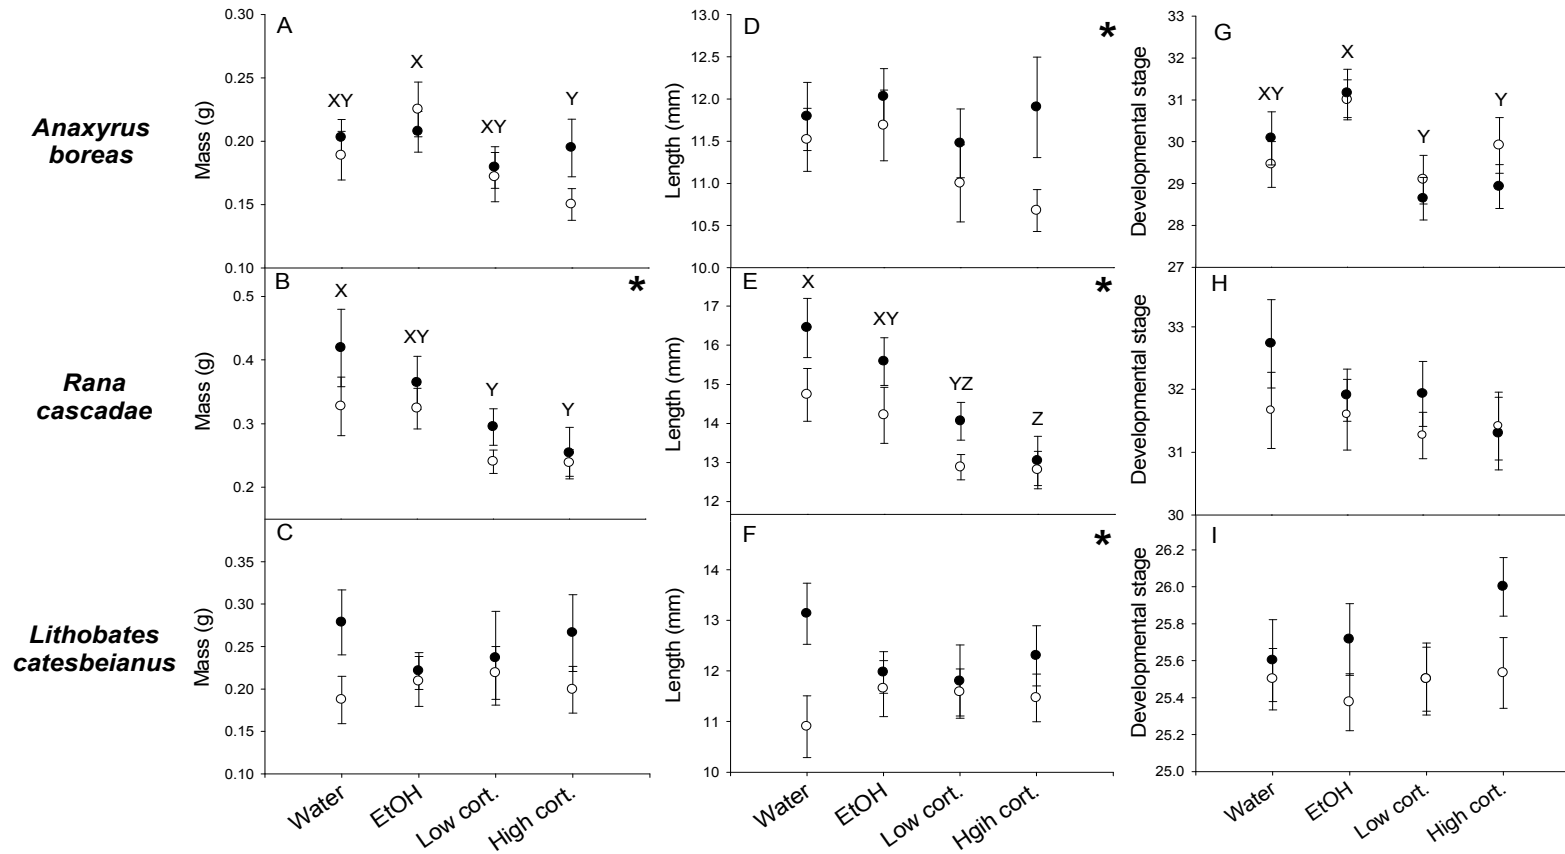 Anaxyrus
boreas
A
Mass (g)
0.30
0.25
0.20
0.15
0.10
XY
X
XY
Y
D
*
Length (mm)
13.0
12.5
12.0
11.5
11.0
10.5
10.0
G
Developmental stage
33
32
31
30
29
28
27
XY
X
Y
Y
Rana
cascadae
B
*
Mass (g)
0.5
0.4
0.3
0.2
X
XY
Y
Y
E
*
Length (mm)
17
16
15
14
13
12
X
XY
YZ
Z
H
Developmental stage
33
32
31
30
Lithobates
catesbeianus
C
Mass (g)
0.35
0.30
0.25
0.20
0.15
0.10
Water
EtOH
Low cort.
High cort.
F
*
Length (mm)
14
13
12
11
10
Water
EtOH
Low cort.
Hgih cort.
I
Developmental stage
26.2
26.0
25.8
25.6
25.4
25.2
25.0
Water
EtOH
Low cort.
High cort.